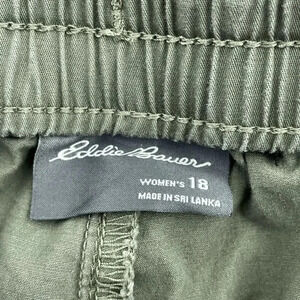 Eddie Bauer
WOMEN'S 18
MADE IN SRI LANKA